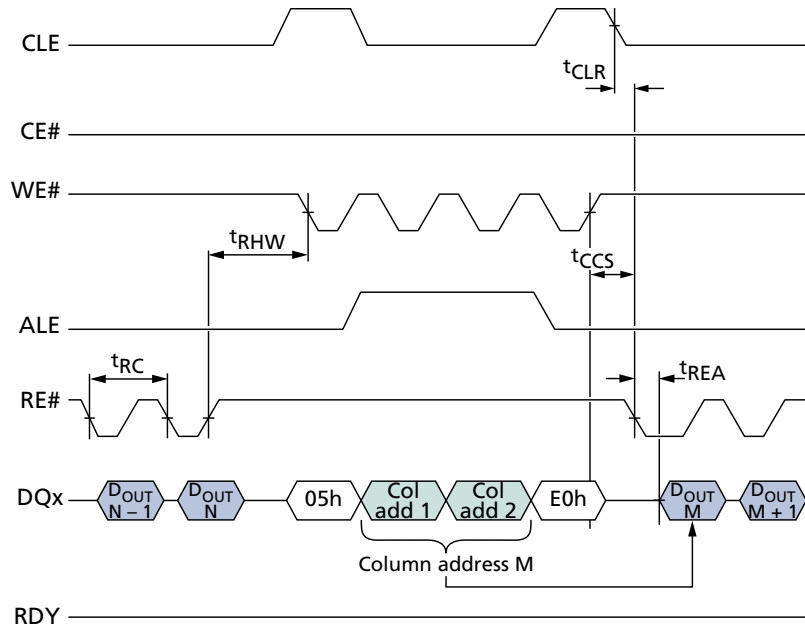 CLE
tCLR
CE#
WE#
tRHW
tCCS
ALE
tRC
tREA
RE#
DQx
DOUT N – 1
DOUT N
05h
Col add 1
Col add 2
E0h
DOUT M
DOUT M + 1
Column address M
RDY